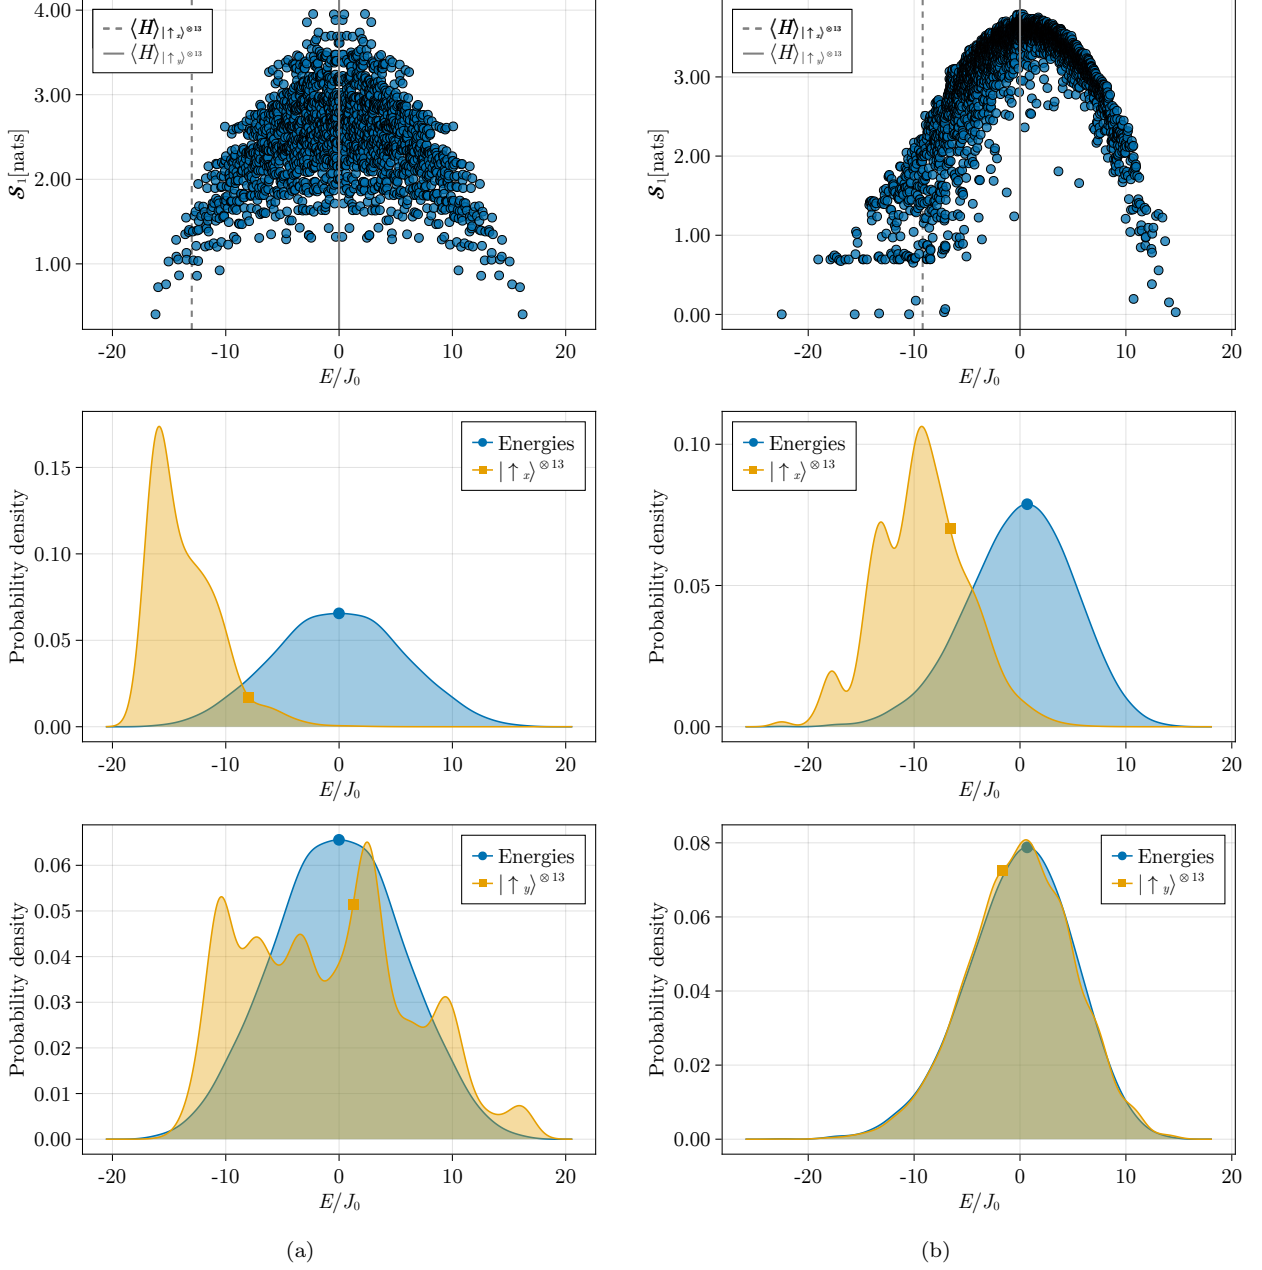 4.00
3.00
2.00
1.00
𝓢₁[nats]
⟨H⟩|↑ₓ⟩⊗13
⟨H⟩|↑ᵧ⟩⊗13
-20 -10 0 10 20
E/J₀
3.00
2.00
1.00
0.00
𝓢₁[nats]
⟨H⟩|↑ₓ⟩⊗13
⟨H⟩|↑ᵧ⟩⊗13
-20 -10 0 10 20
E/J₀
0.15
0.10
0.05
0.00
Probability density
Energies
|↑ₓ⟩⊗13
-20 -10 0 10 20
E/J₀
0.10
0.05
0.00
Probability density
Energies
|↑ₓ⟩⊗13
-20 -10 0 10 20
E/J₀
0.06
0.05
0.04
0.03
0.02
0.01
0.00
Probability density
Energies
|↑ᵧ⟩⊗13
-20 -10 0 10 20
E/J₀
0.08
0.06
0.04
0.02
0.00
Probability density
Energies
|↑ᵧ⟩⊗13
-20 -10 0 10 20
E/J₀
(a)
(b)